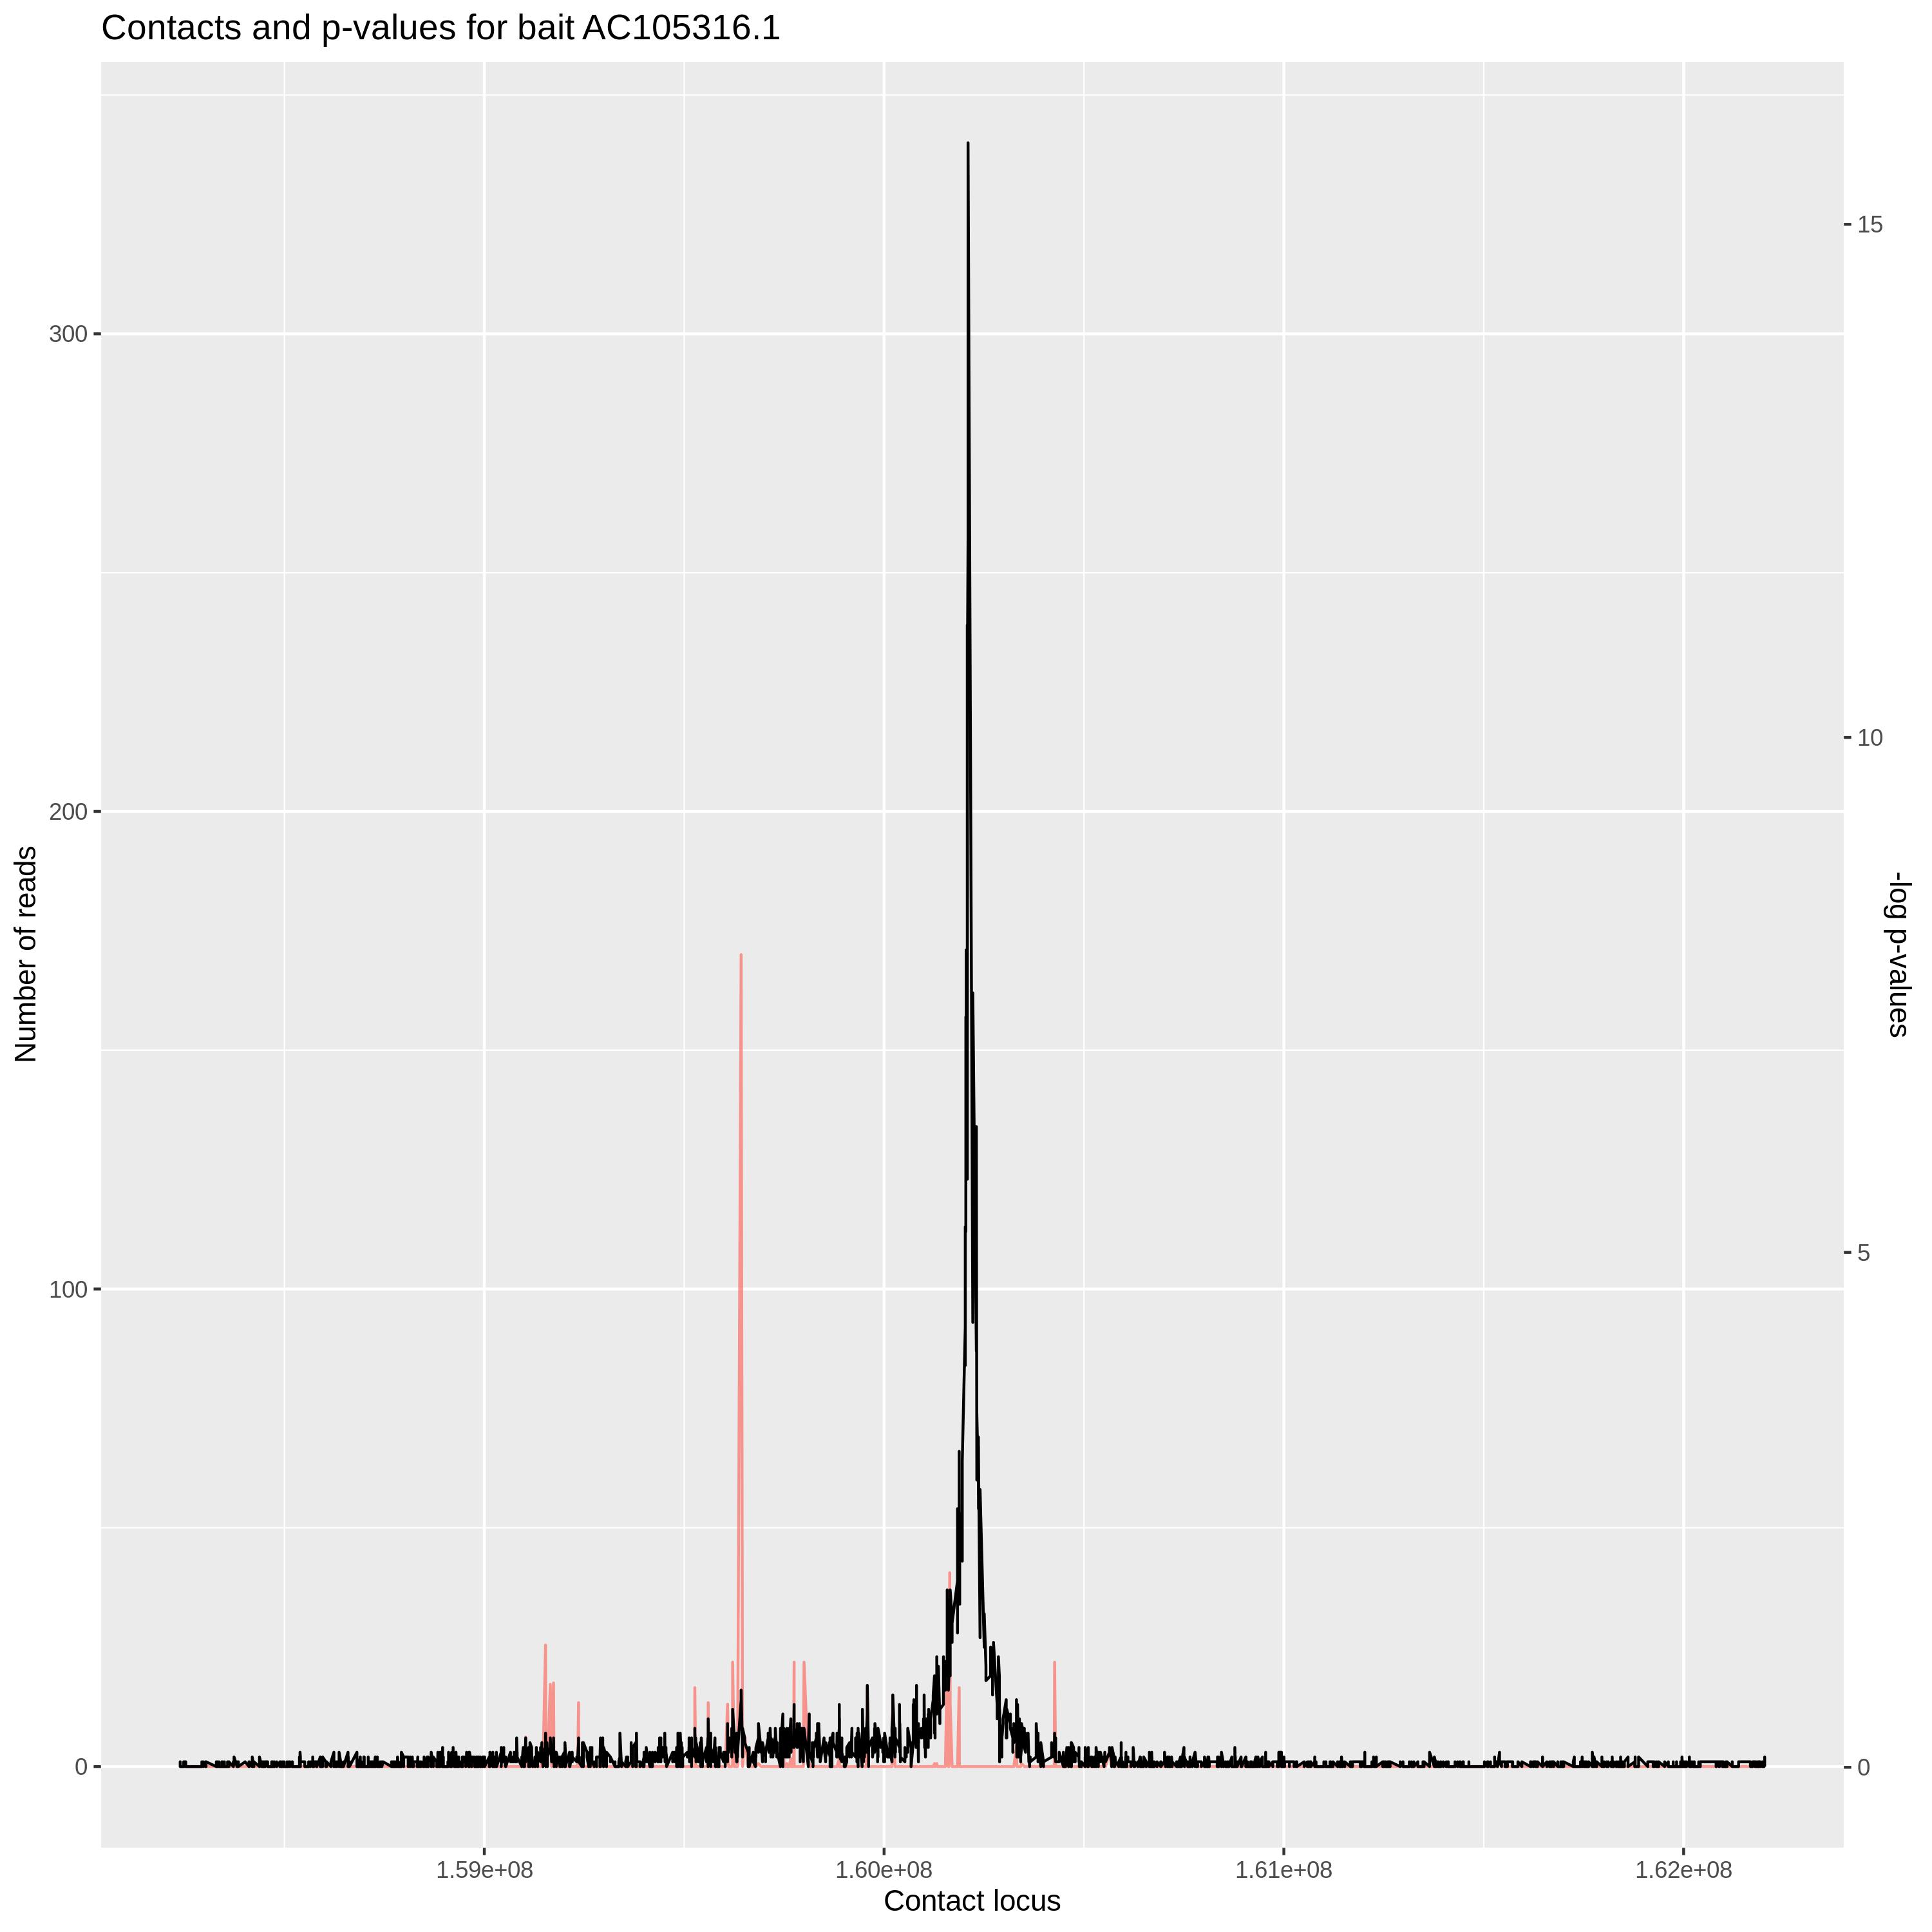 Contacts and p-values for bait AC105316.1
300
200
100
0
Number of reads
15
10
5
0
-log p-values
1.59e+08
1.60e+08
1.61e+08
1.62e+08
Contact locus